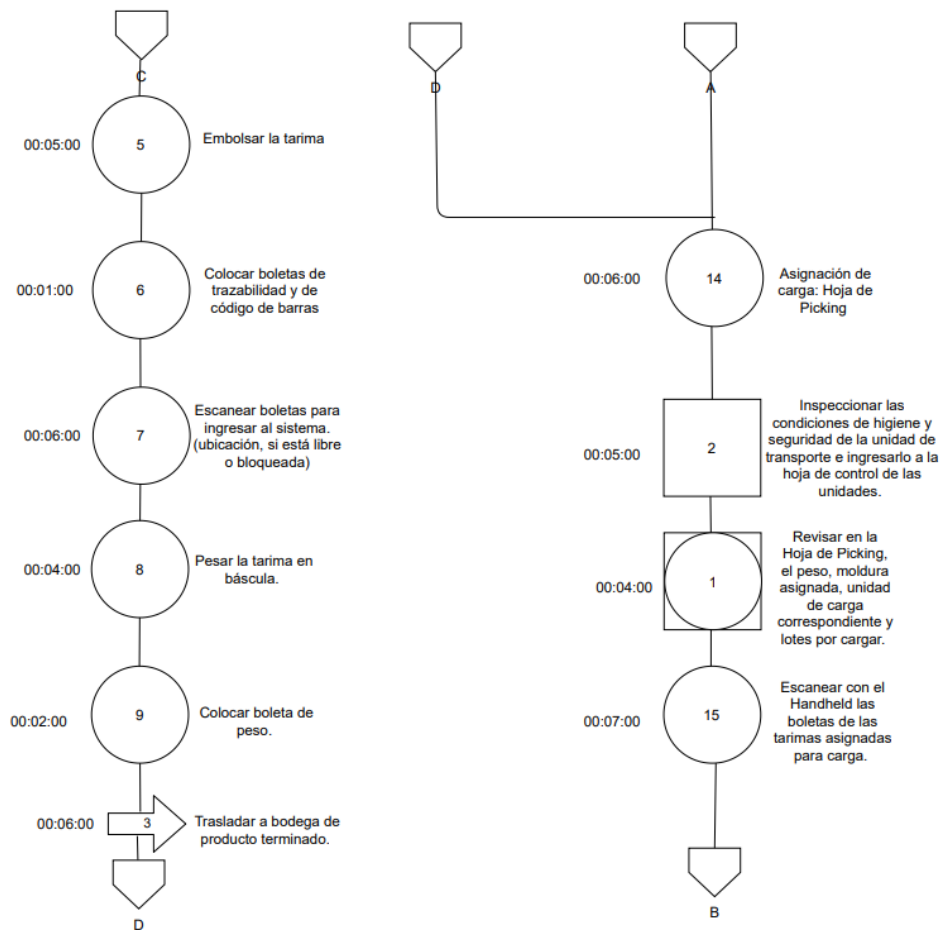 C
00:05:00
5
Embolsar la tarima
00:01:00
6
Colocar boletas de
trazabilidad y de
código de barras
00:06:00
7
Escanear boletas para
ingresar al sistema.
(ubicación, si está libre
o bloqueada)
00:04:00
8
Pesar la tarima en
báscula.
00:02:00
9
Colocar boleta de
peso.
00:06:00
3
Trasladar a bodega de
producto terminado.
D
D
A
00:06:00
14
Asignación de
carga: Hoja de
Picking
00:05:00
2
Inspeccionar las
condiciones de higiene y
seguridad de la unidad de
transporte e ingresarlo a la
hoja de control de las
unidades.
00:04:00
1
Revisar en la
Hoja de Picking,
el peso, moldura
asignada, unidad
de carga
correspondiente y
lotes por cargar.
00:07:00
15
Escanear con el
Handheld las
boletas de las
tarimas asignadas
para carga.
B